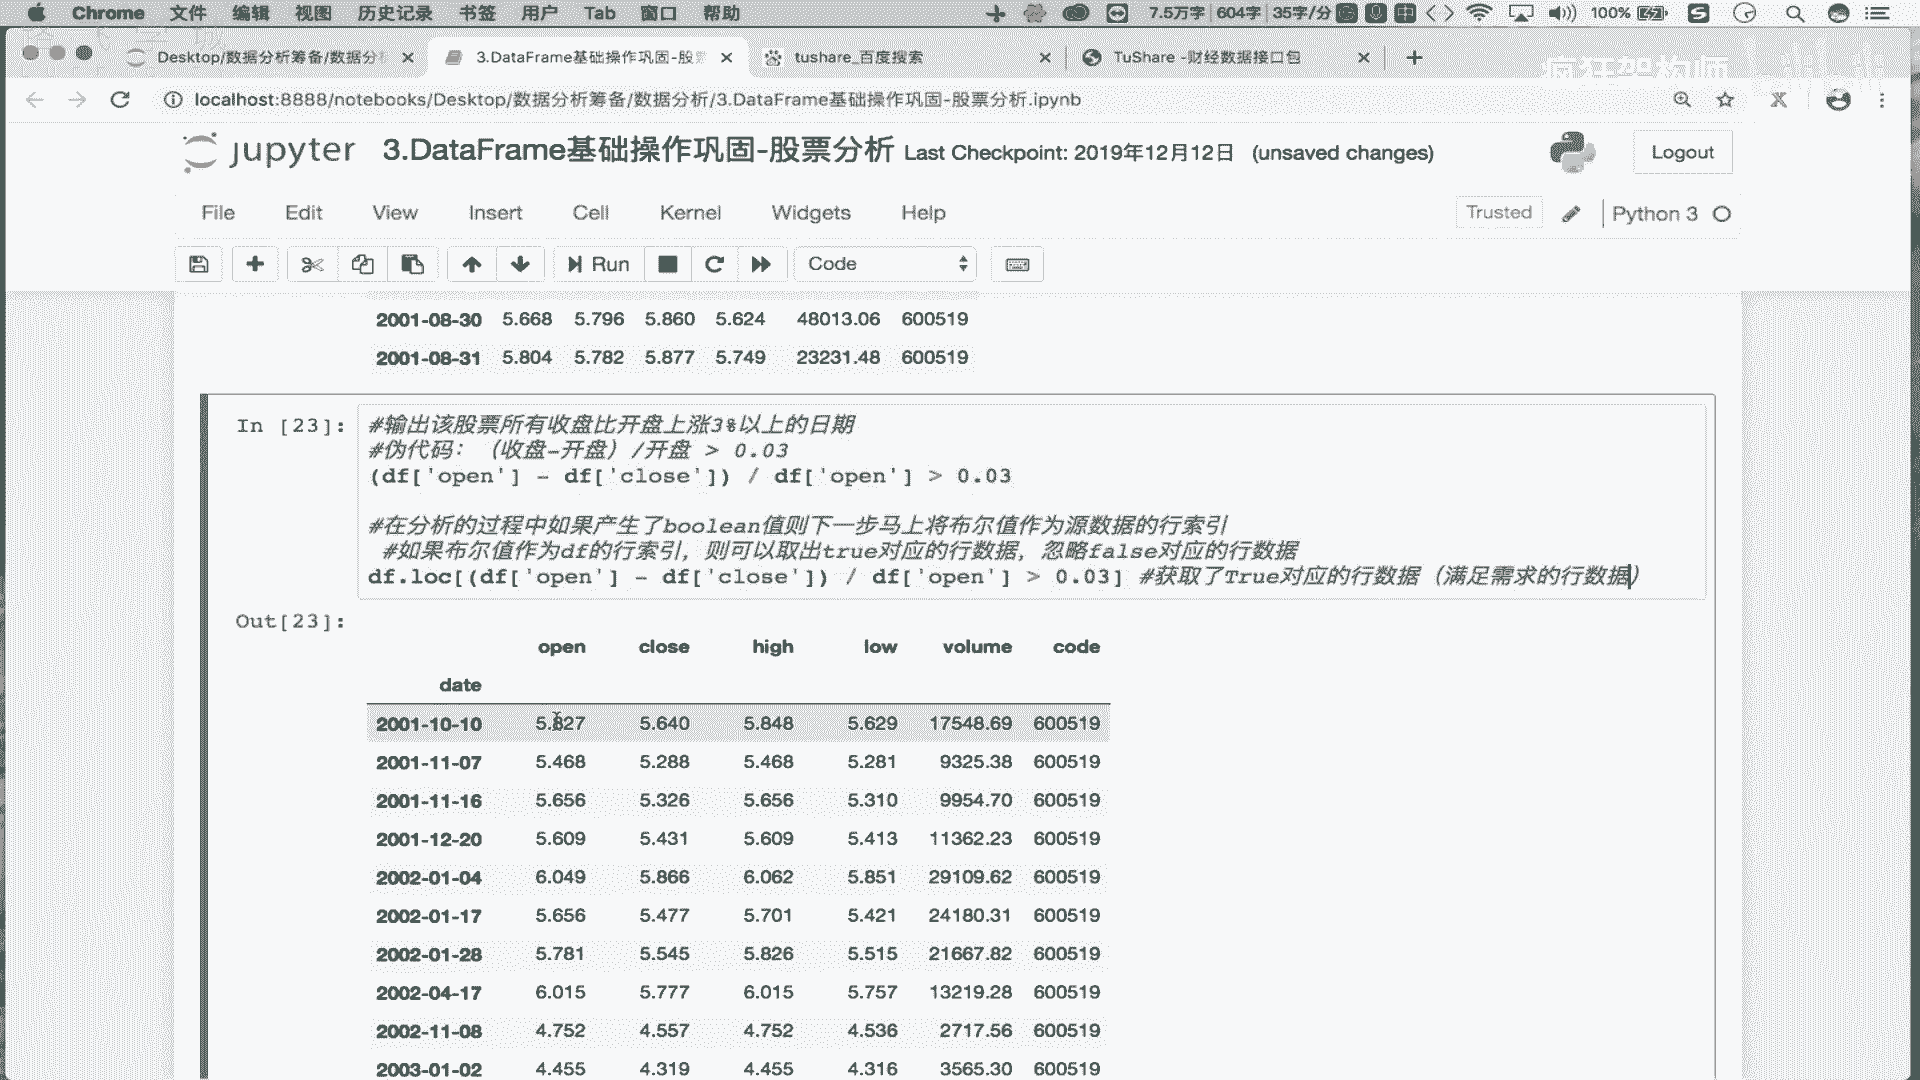 Chrome 文件 编辑 视图 历史记录 书签 用户 Tab 窗口 帮助 7.5万字 604字 35字/分 中 100% S
Desktop/数据分析筹备/数据分析 3.DataFrame基础操作巩固-股票 tushare_百度搜索 TuShare -财经数据接口包
疯狂架构师
localhost:8888/notebooks/Desktop/数据分析筹备/数据分析/3.DataFrame基础操作巩固-股票分析.ipynb
jupyter 3.DataFrame基础操作巩固-股票分析 Last Checkpoint: 2019年12月12日 (unsaved changes) Logout
File Edit View Insert Cell Kernel Widgets Help Trusted Python 3
Run Code
2001-08-30 5.668 5.796 5.860 5.624 48013.06 600519
2001-08-31 5.804 5.782 5.877 5.749 23231.48 600519
In [23]: #输出该股票所有收盘比开盘上涨3%以上的日期
#伪代码：（收盘-开盘）/开盘 > 0.03
(df['open'] - df['close']) / df['open'] > 0.03
#在分析的过程中如果产生了boolean值则下一步马上将布尔值作为源数据的行索引
#如果布尔值作为df的行索引，则可以取出true对应的行数据，忽略false对应的行数据
df.loc[(df['open'] - df['close']) / df['open'] > 0.03] #获取了True对应的行数据（满足需求的行数据）
Out[23]:
open close high low volume code
date
2001-10-10 5.827 5.640 5.848 5.629 17548.69 600519
2001-11-07 5.468 5.288 5.468 5.281 9325.38 600519
2001-11-16 5.656 5.326 5.656 5.310 9954.70 600519
2001-12-20 5.609 5.431 5.609 5.413 11362.23 600519
2002-01-04 6.049 5.866 6.062 5.851 29109.62 600519
2002-01-17 5.656 5.477 5.701 5.421 24180.31 600519
2002-01-28 5.781 5.545 5.826 5.515 21667.82 600519
2002-04-17 6.015 5.777 6.015 5.757 13219.28 600519
2002-11-08 4.752 4.557 4.752 4.536 2717.56 600519
2003-01-02 4.455 4.319 4.455 4.316 3565.30 600519